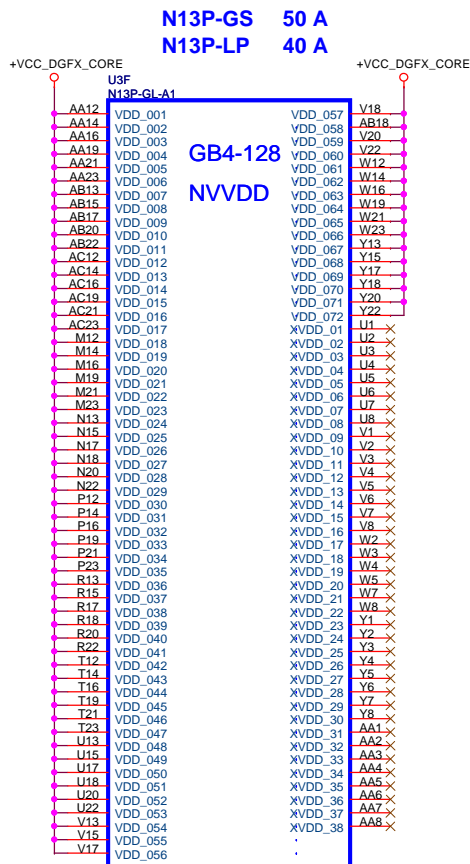 N13P-GS 50 A
N13P-LP 40 A
+VCC_DGFX_CORE
+VCC_DGFX_CORE
U3F
N13P-GL-A1
GB4-128
NVVDD
AA12 VDD_001
AA14 VDD_002
AA16 VDD_003
AA19 VDD_004
AA21 VDD_005
AA23 VDD_006
AB13 VDD_007
AB15 VDD_008
AB17 VDD_009
AB20 VDD_010
AB22 VDD_011
AC12 VDD_012
AC14 VDD_013
AC16 VDD_014
AC19 VDD_015
AC21 VDD_016
AC23 VDD_017
M12 VDD_018
M14 VDD_019
M16 VDD_020
M19 VDD_021
M21 VDD_022
M23 VDD_023
N13 VDD_024
N15 VDD_025
N17 VDD_026
N18 VDD_027
N20 VDD_028
N22 VDD_029
P12 VDD_030
P14 VDD_031
P16 VDD_032
P19 VDD_033
P21 VDD_034
P23 VDD_035
R13 VDD_036
R15 VDD_037
R17 VDD_038
R18 VDD_039
R20 VDD_040
R22 VDD_041
T12 VDD_042
T14 VDD_043
T16 VDD_044
T19 VDD_045
T21 VDD_046
T23 VDD_047
U13 VDD_048
U15 VDD_049
U17 VDD_050
U18 VDD_051
U20 VDD_052
U22 VDD_053
V13 VDD_054
V15 VDD_055
V17 VDD_056
VDD_057 V18
VDD_058 AB18
VDD_059 V20
VDD_060 V22
VDD_061 W12
VDD_062 W14
VDD_063 W16
VDD_064 W19
VDD_065 W21
VDD_066 W23
VDD_067 Y13
VDD_068 Y15
VDD_069 Y17
VDD_070 Y18
VDD_071 Y20
VDD_072 Y22
XVDD_01 U1
XVDD_02 U2
XVDD_03 U3
XVDD_04 U4
XVDD_05 U5
XVDD_06 U6
XVDD_07 U7
XVDD_08 U8
XVDD_09 V1
XVDD_10 V2
XVDD_11 V3
XVDD_12 V4
XVDD_13 V5
XVDD_14 V6
XVDD_15 V7
XVDD_16 V8
XVDD_17 W2
XVDD_18 W3
XVDD_19 W4
XVDD_20 W5
XVDD_21 W7
XVDD_22 W8
XVDD_23 Y1
XVDD_24 Y2
XVDD_25 Y3
XVDD_26 Y4
XVDD_27 Y5
XVDD_28 Y6
XVDD_29 Y7
XVDD_30 Y8
XVDD_31 AA1
XVDD_32 AA2
XVDD_33 AA3
XVDD_34 AA4
XVDD_35 AA5
XVDD_36 AA6
XVDD_37 AA7
XVDD_38 AA8